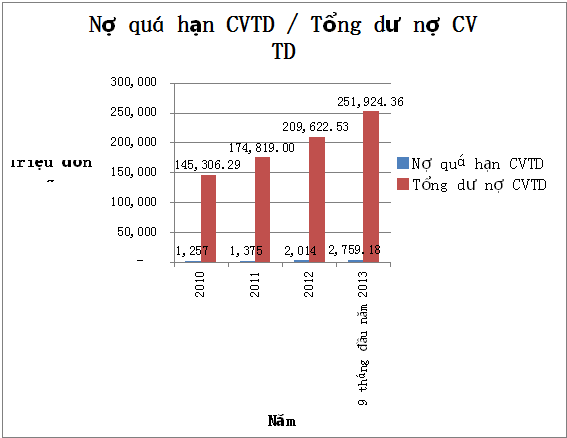 Nợ quá hạn CVTD / Tổng dư nợ CV
TD
300,000
250,000
200,000
150,000
100,000
50,000
–
251,924.36
209,622.53
174,819.00
145,306.29
1,257
1,375
2,014
2,759.18
Triệu đồn
Nợ quá hạn CVTD
Tổng dư nợ CVTD
2010
2011
2012
9 tháng đầu năm 2013
Năm